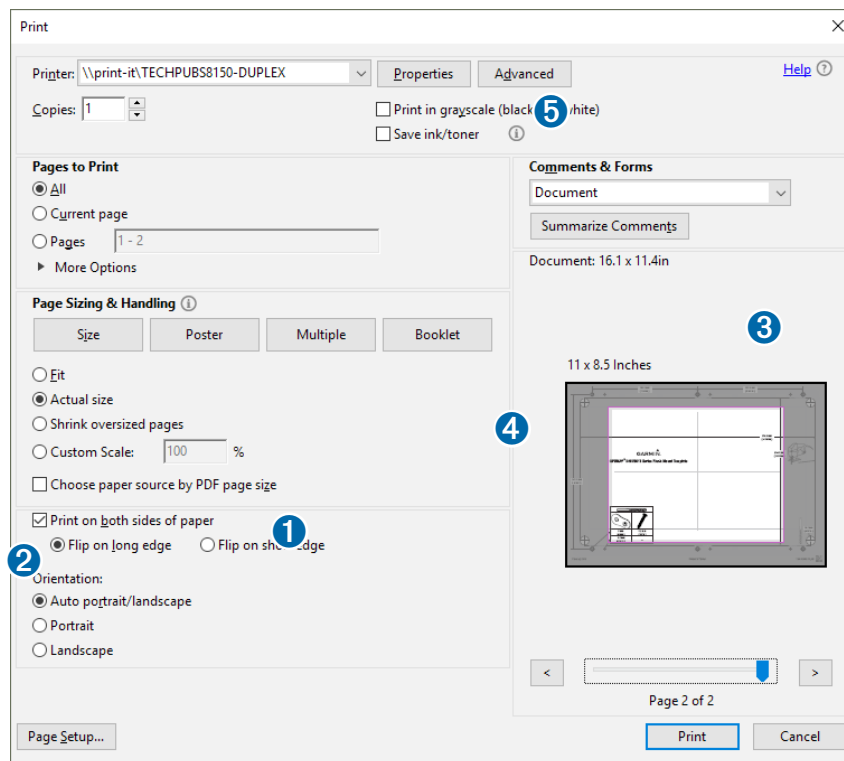 Print
Printer: \\print-it\TECHPUBS8150-DUPLEX Properties Advanced Help
Copies: 1 Print in grayscale (black white)
5
Save ink/toner
Pages to Print
All
Current page
Pages 1 - 2
More Options
Comments & Forms
Document
Summarize Comments
Document: 16.1 x 11.4in
Page Sizing & Handling
Size Poster Multiple Booklet
Fit
Actual size
Shrink oversized pages
Custom Scale: 100 %
Choose paper source by PDF page size
4
3
11 x 8.5 Inches
GARMIN
Print on both sides of paper
1
Flip on long edge Flip on edge
2
Orientation:
Auto portrait/landscape
Portrait
Landscape
< >
Page 2 of 2
Page Setup... Print Cancel